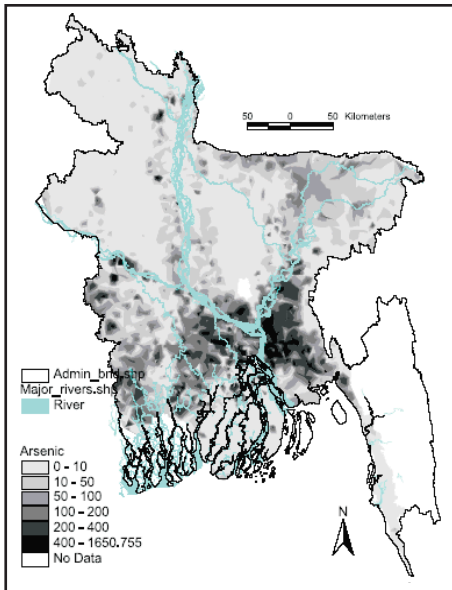 50 0 50 Kilometers
Admin_bnd.shp
Major_rivers.shp
River
Arsenic
0 - 10
10 - 50
50 - 100
100 - 200
200 - 400
400 - 1650.755
No Data
N